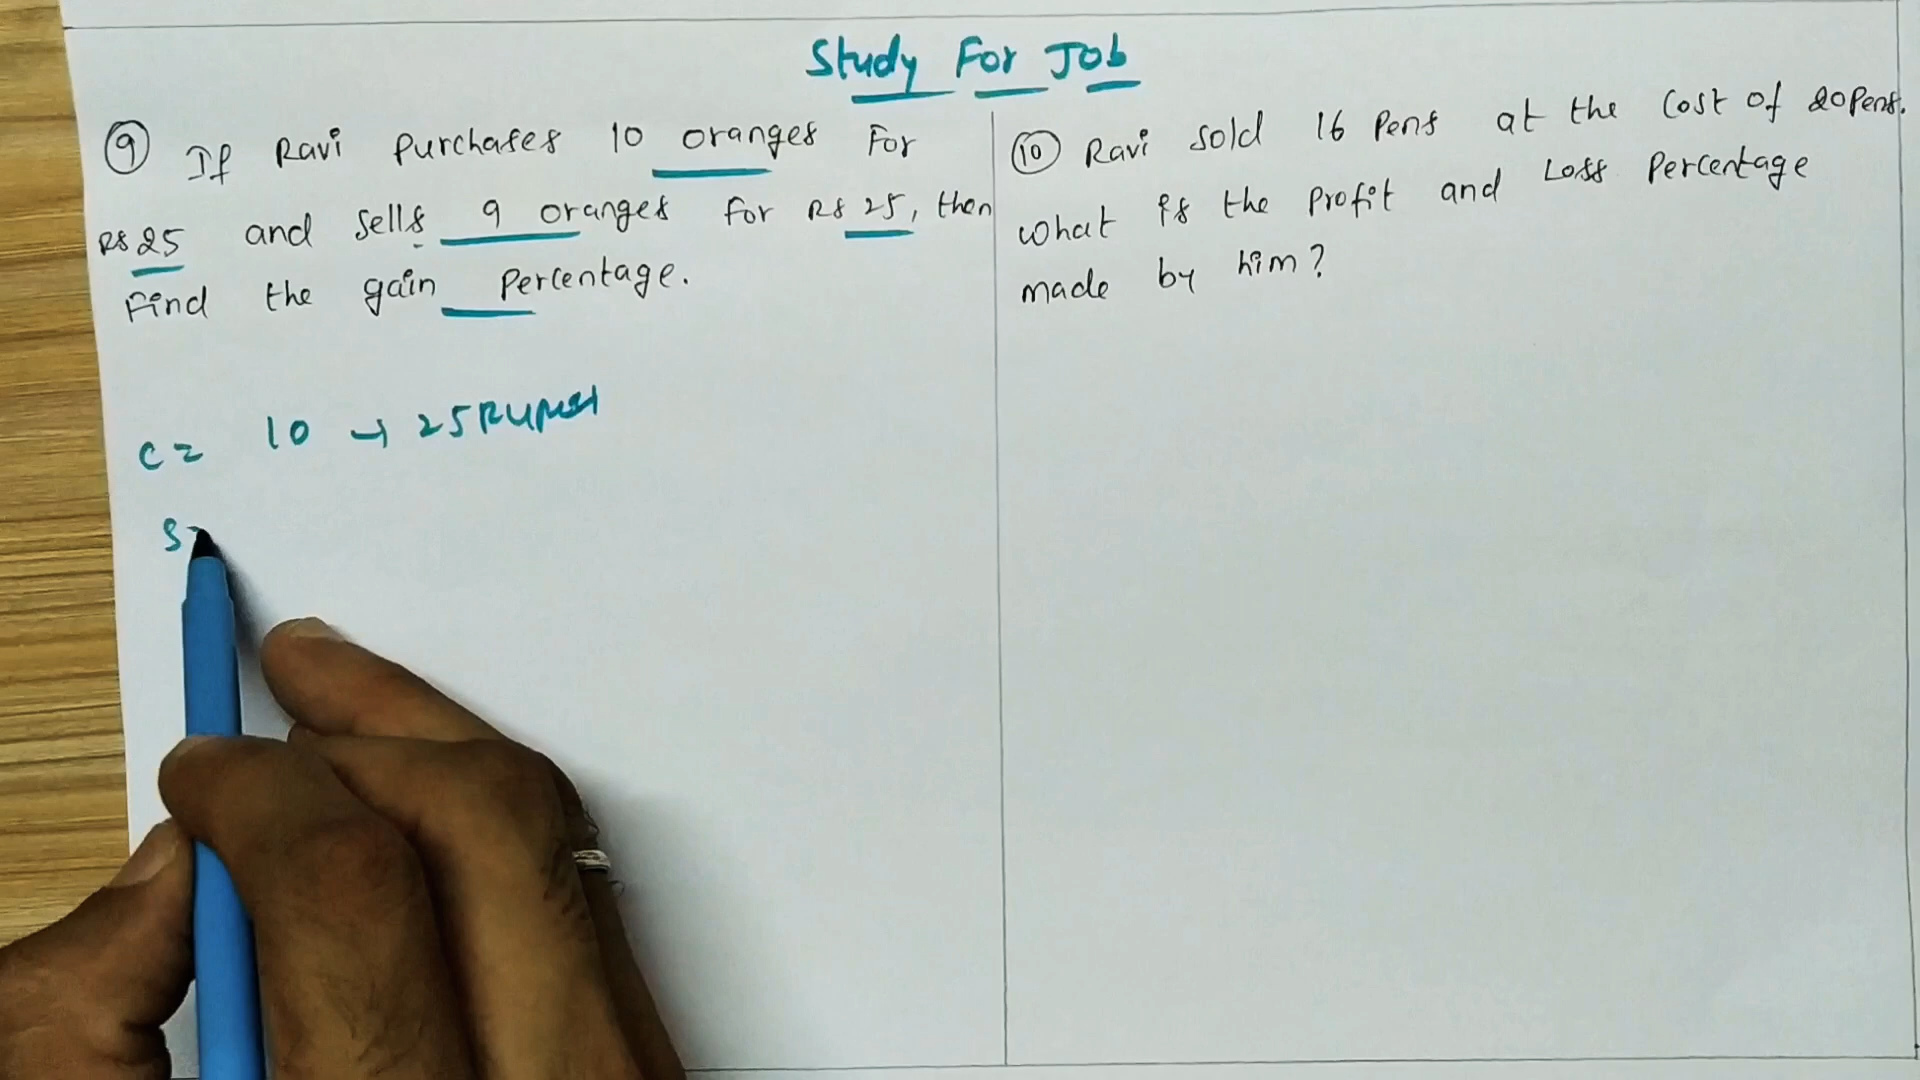 Study For Job
9 If Ravi Purchases 10 oranges For
Rs 25 and sells 9 oranges for Rs 25, then
Find the gain Percentage.
10 Ravi sold 16 Pens at the Cost of 20 Pens.
what is the Profit and Loss Percentage
made by him?
C = 10 → 25 Rupees
S